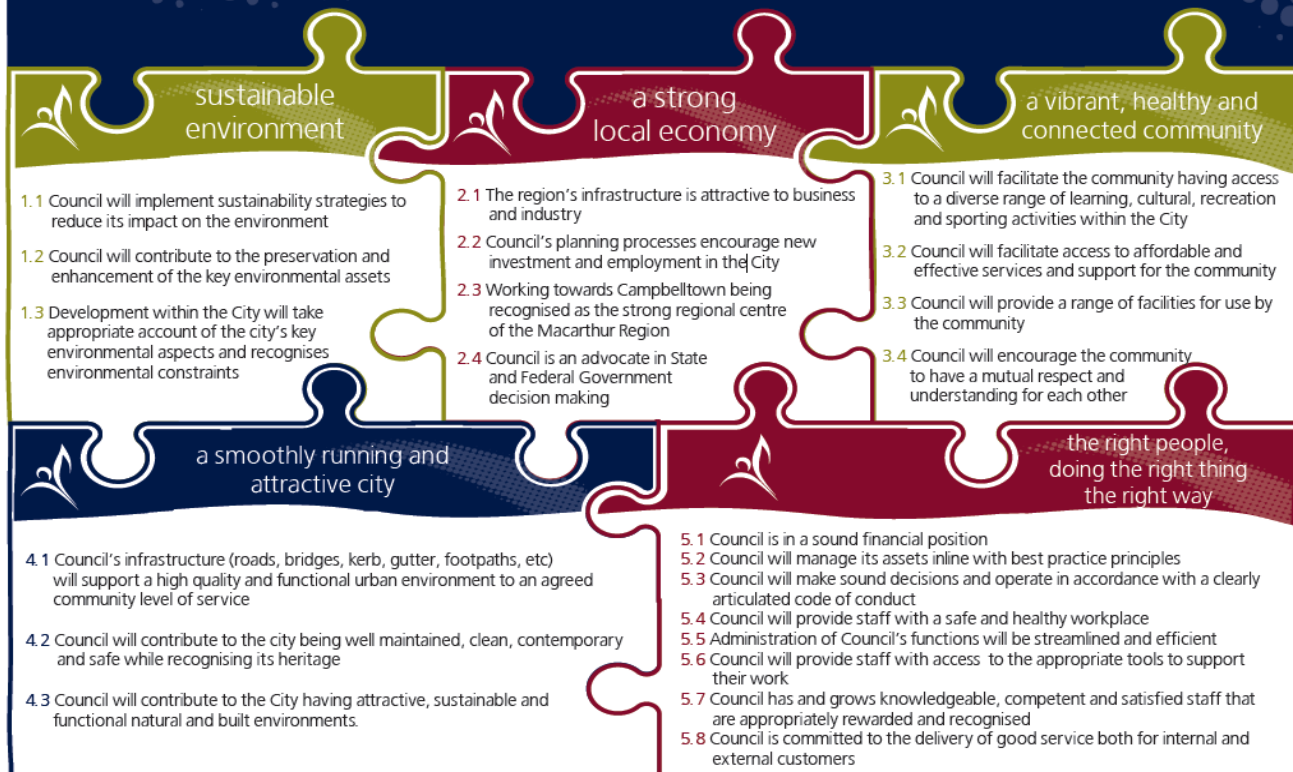 sustainable
environment
1.1 Council will implement sustainability strategies to
reduce its impact on the environment
1.2 Council will contribute to the preservation and
enhancement of the key environmental assets
1.3 Development within the City will take
appropriate account of the city's key
environmental aspects and recognises
environmental constraints
a strong
local economy
2.1 The region's infrastructure is attractive to business
and industry
2.2 Council's planning processes encourage new
investment and employment in the City
2.3 Working towards Campbelltown being
recognised as the strong regional centre
of the Macarthur Region
2.4 Council is an advocate in State
and Federal Government
decision making
a vibrant, healthy and
connected community
3.1 Council will facilitate the community having access
to a diverse range of learning, cultural, recreation
and sporting activities within the City
3.2 Council will facilitate access to affordable and
effective services and support for the community
3.3 Council will provide a range of facilities for use by
the community
3.4 Council will encourage the community
to have a mutual respect and
understanding for each other
a smoothly running and
attractive city
4.1 Council's infrastructure (roads, bridges, kerb, gutter, footpaths, etc)
will support a high quality and functional urban environment to an agreed
community level of service
4.2 Council will contribute to the city being well maintained, clean, contemporary
and safe while recognising its heritage
4.3 Council will contribute to the City having attractive, sustainable and
functional natural and built environments.
the right people,
doing the right thing
the right way
5.1 Council is in a sound financial position
5.2 Council will manage its assets inline with best practice principles
5.3 Council will make sound decisions and operate in accordance with a clearly
articulated code of conduct
5.4 Council will provide staff with a safe and healthy workplace
5.5 Administration of Council's functions will be streamlined and efficient
5.6 Council will provide staff with access to the appropriate tools to support
their work
5.7 Council has and grows knowledgeable, competent and satisfied staff that
are appropriately rewarded and recognised
5.8 Council is committed to the delivery of good service both for internal and
external customers